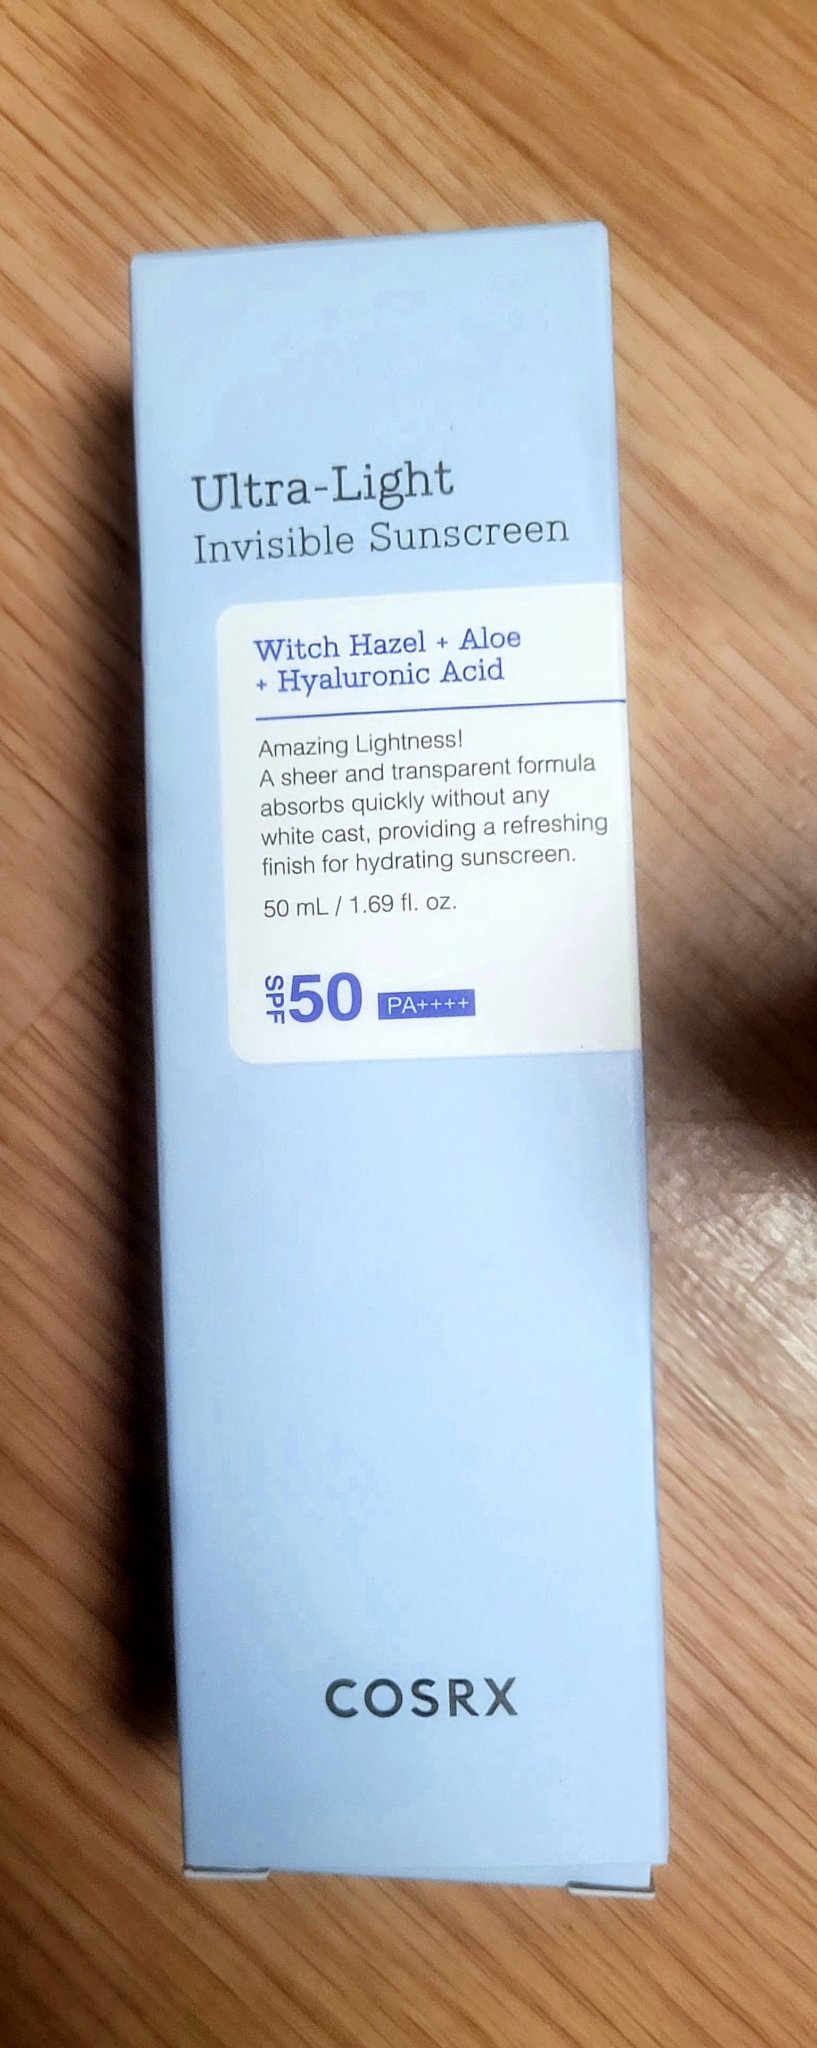 Ultra-Light
Invisible Sunscreen
Witch Hazel + Aloe
+ Hyaluronic Acid
Amazing Lightness!
A sheer and transparent formula
absorbs quickly without any
white cast, providing a refreshing
finish for hydrating sunscreen.
50 mL / 1.69 fl. oz.
SPF 50 PA++++
COSRX